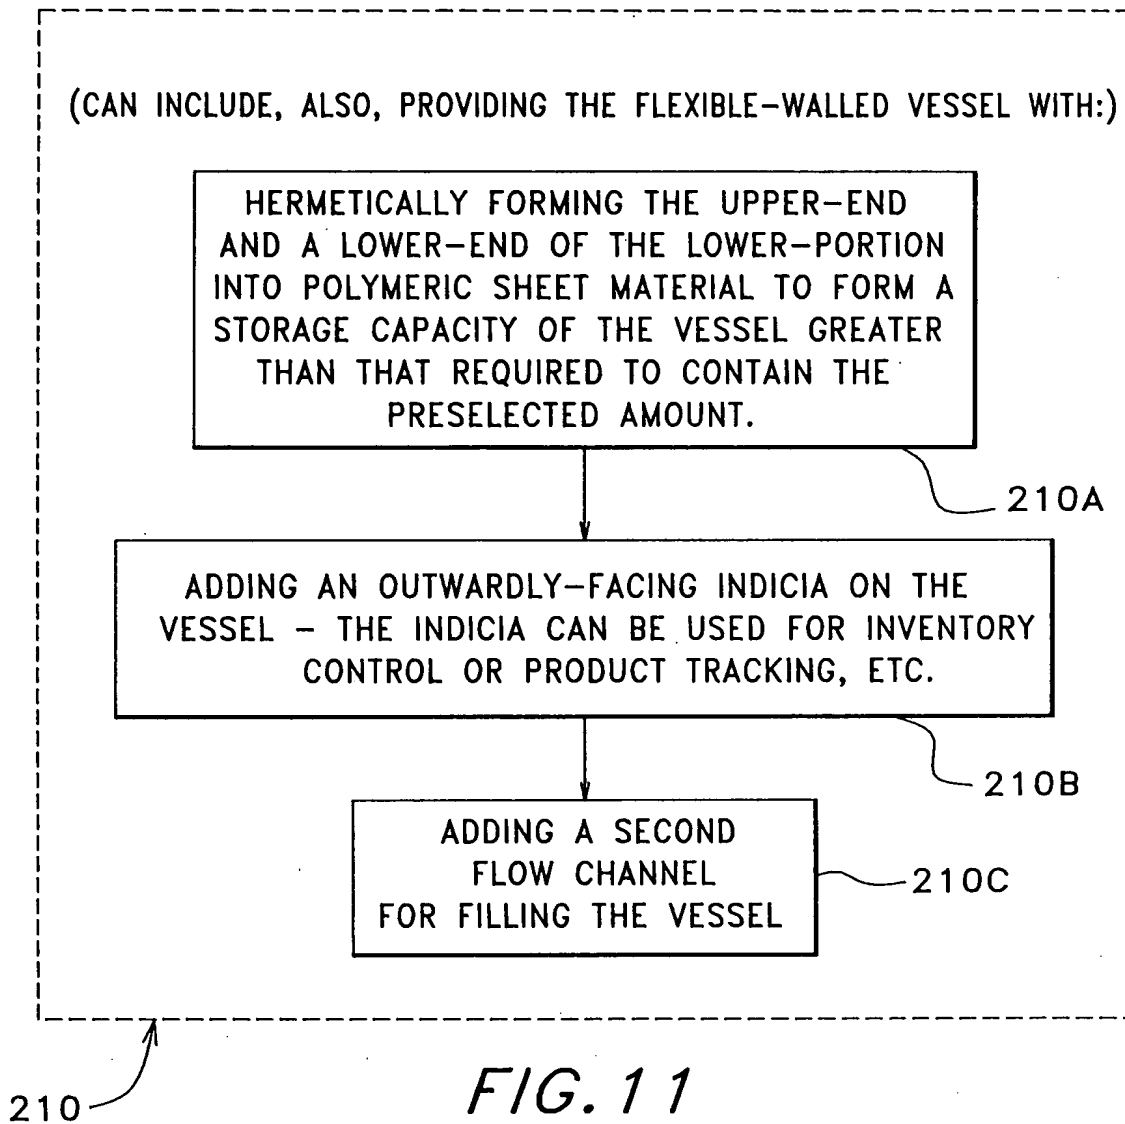 (CAN INCLUDE, ALSO, PROVIDING THE FLEXIBLE-WALLED VESSEL WITH:)
HERMETICALLY FORMING THE UPPER-END
AND A LOWER-END OF THE LOWER-PORTION
INTO POLYMERIC SHEET MATERIAL TO FORM A
STORAGE CAPACITY OF THE VESSEL GREATER
THAN THAT REQUIRED TO CONTAIN THE
PRESELECTED AMOUNT.
210A
ADDING AN OUTWARDLY-FACING INDICIA ON THE
VESSEL – THE INDICIA CAN BE USED FOR INVENTORY
CONTROL OR PRODUCT TRACKING, ETC.
210B
ADDING A SECOND
FLOW CHANNEL
FOR FILLING THE VESSEL
210C
210
FIG. 11